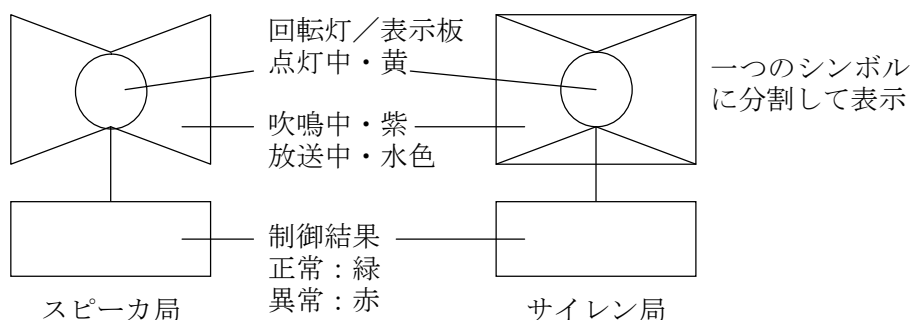 回転灯／表示板
点灯中・黄
一つのシンボル
に分割して表示
吹鳴中・紫
放送中・水色
制御結果
正常：緑
異常：赤
スピーカ局
サイレン局